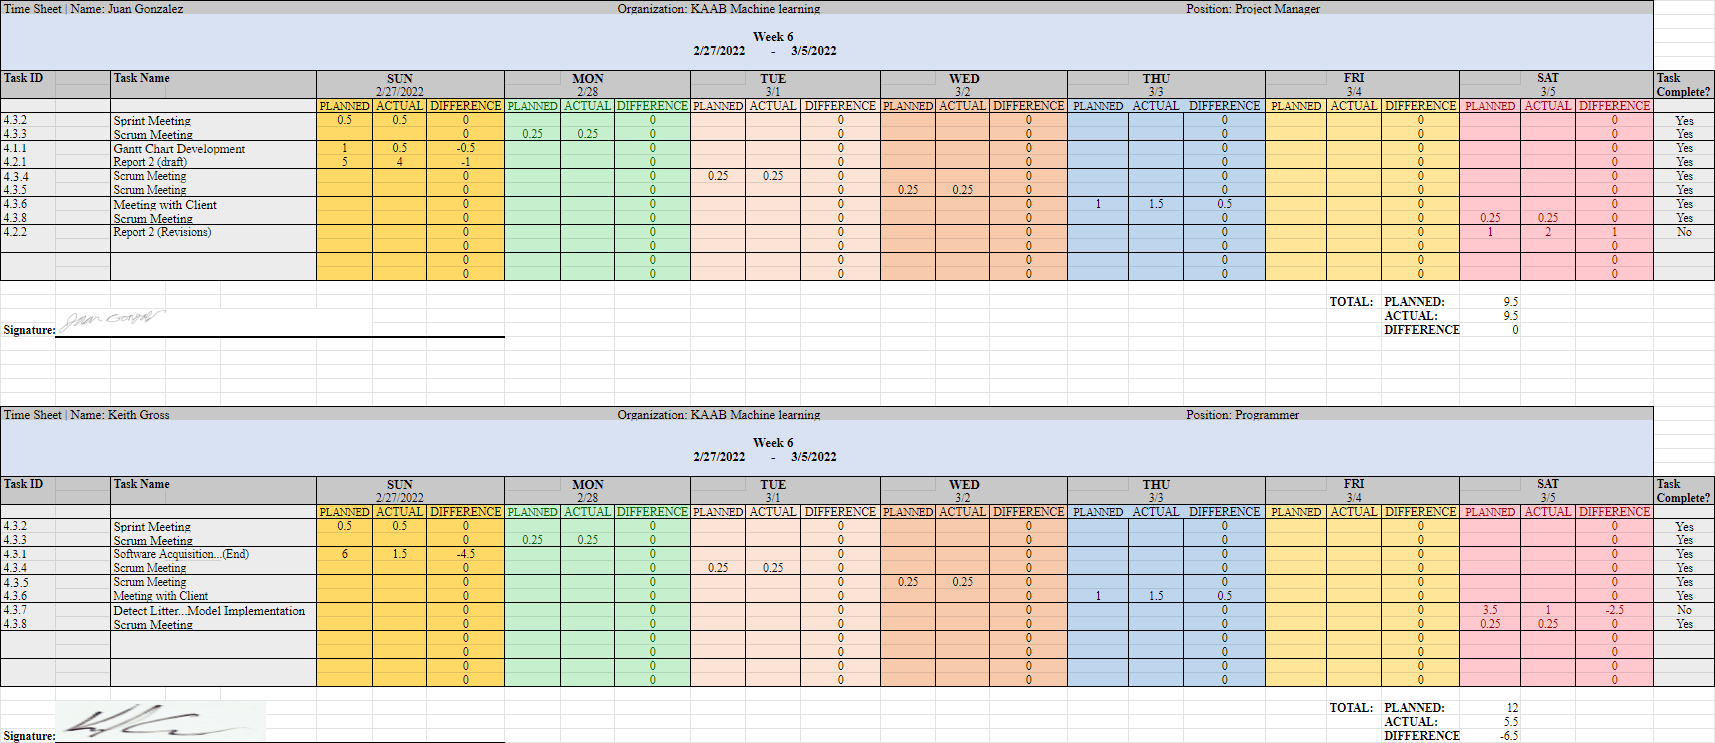 Time Sheet | Name: Juan Gonzalez Organization: KAAB Machine learning Position: Project Manager
Week 6
2/27/2022 - 3/5/2022
Task ID Task Name SUN MON TUE WED THU FRI SAT Task
2/27/2022 2/28 3/1 3/2 3/3 3/4 3/5 Complete?
PLANNED ACTUAL DIFFERENCE PLANNED ACTUAL DIFFERENCE PLANNED ACTUAL DIFFERENCE PLANNED ACTUAL DIFFERENCE PLANNED ACTUAL DIFFERENCE PLANNED ACTUAL DIFFERENCE PLANNED ACTUAL DIFFERENCE
4.3.2 Sprint Meeting 0.5 0.5 0 0 0 0 0 0 0 Yes
4.3.3 Scrum Meeting 0 0.25 0.25 0 0 0 0 0 0 Yes
4.1.1 Gantt Chart Development 1 0.5 -0.5 0 0 0 0 0 0 Yes
4.2.1 Report 2 (draft) 5 4 -1 0 0 0 0 0 0 Yes
4.3.4 Scrum Meeting 0 0 0.25 0.25 0 0 0 0 0 Yes
4.3.5 Scrum Meeting 0 0 0 0.25 0.25 0 0 0 0 Yes
4.3.6 Meeting with Client 0 0 0 0 1 1.5 0.5 0 0 Yes
4.3.8 Scrum Meeting 0 0 0 0 0 0 0.25 0.25 0 Yes
4.2.2 Report 2 (Revisions) 0 0 0 0 0 0 1 2 1 No
0 0 0 0 0 0 0
0 0 0 0 0 0 0
0 0 0 0 0 0 0
TOTAL: PLANNED: 9.5
ACTUAL: 9.5
Signature: Juan Gonzalez DIFFERENCE 0
Time Sheet | Name: Keith Gross Organization: KAAB Machine learning Position: Programmer
Week 6
2/27/2022 - 3/5/2022
Task ID Task Name SUN MON TUE WED THU FRI SAT Task
2/27/2022 2/28 3/1 3/2 3/3 3/4 3/5 Complete?
PLANNED ACTUAL DIFFERENCE PLANNED ACTUAL DIFFERENCE PLANNED ACTUAL DIFFERENCE PLANNED ACTUAL DIFFERENCE PLANNED ACTUAL DIFFERENCE PLANNED ACTUAL DIFFERENCE PLANNED ACTUAL DIFFERENCE
4.3.2 Sprint Meeting 0.5 0.5 0 0 0 0 0 0 0 Yes
4.3.3 Scrum Meeting 0 0.25 0.25 0 0 0 0 0 0 Yes
4.3.1 Software Acquisition...(End) 6 1.5 -4.5 0 0 0 0 0 0 Yes
4.3.4 Scrum Meeting 0 0 0.25 0.25 0 0 0 0 0 Yes
4.3.5 Scrum Meeting 0 0 0 0.25 0.25 0 0 0 0 Yes
4.3.6 Meeting with Client 0 0 0 0 1 1.5 0.5 0 0 Yes
4.3.7 Detect Litter...Model Implementation 0 0 0 0 0 0 3.5 1 -2.5 No
4.3.8 Scrum Meeting 0 0 0 0 0 0 0.25 0.25 0 Yes
0 0 0 0 0 0 0
0 0 0 0 0 0 0
0 0 0 0 0 0 0
0 0 0 0 0 0 0
TOTAL: PLANNED: 12
ACTUAL: 5.5
Signature: DIFFERENCE -6.5